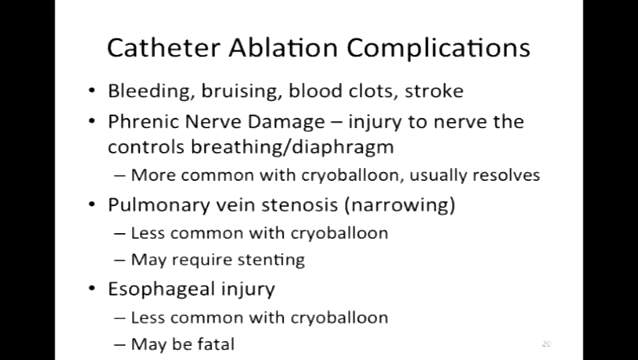 Catheter Ablation Complications
• Bleeding, bruising, blood clots, stroke
• Phrenic Nerve Damage – injury to nerve the
controls breathing/diaphragm
– More common with cryoballoon, usually resolves
• Pulmonary vein stenosis (narrowing)
– Less common with cryoballoon
– May require stenting
• Esophageal injury
– Less common with cryoballoon
– May be fatal
20